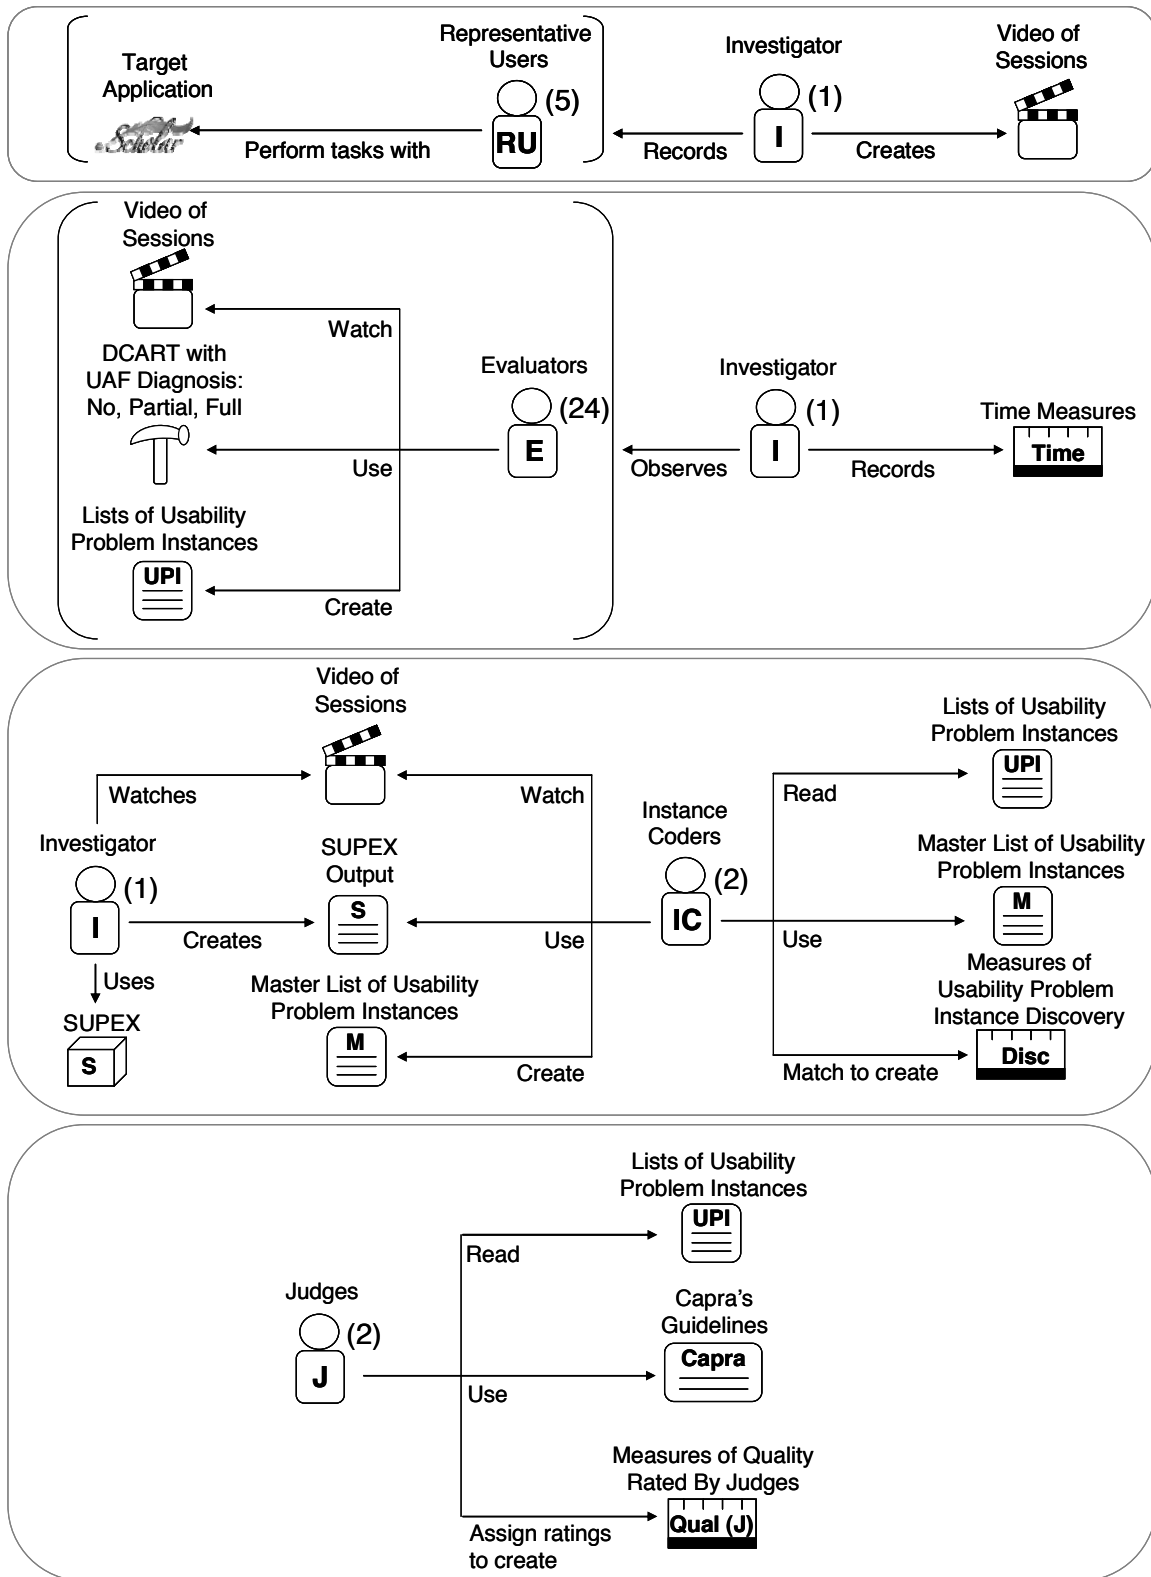 Target
Application
eScholar
Representative
Users
(5)
RU
Perform tasks with
Investigator
(1)
I
Records
Creates
Video of
Sessions
Video of
Sessions
Watch
DCART with
UAF Diagnosis:
No, Partial, Full
Use
Lists of Usability
Problem Instances
UPI
Create
Evaluators
(24)
E
Investigator
(1)
I
Observes
Records
Time Measures
Time
Video of
Sessions
Watches
Investigator
(1)
I
Creates
Uses
SUPEX
S
SUPEX
Output
S
Master List of Usability
Problem Instances
M
Watch
Use
Create
Instance
Coders
(2)
IC
Read
Use
Match to create
Lists of Usability
Problem Instances
UPI
Master List of Usability
Problem Instances
M
Measures of
Usability Problem
Instance Discovery
Disc
Judges
(2)
J
Read
Use
Assign ratings
to create
Lists of Usability
Problem Instances
UPI
Capra's
Guidelines
Capra
Measures of Quality
Rated By Judges
Qual (J)